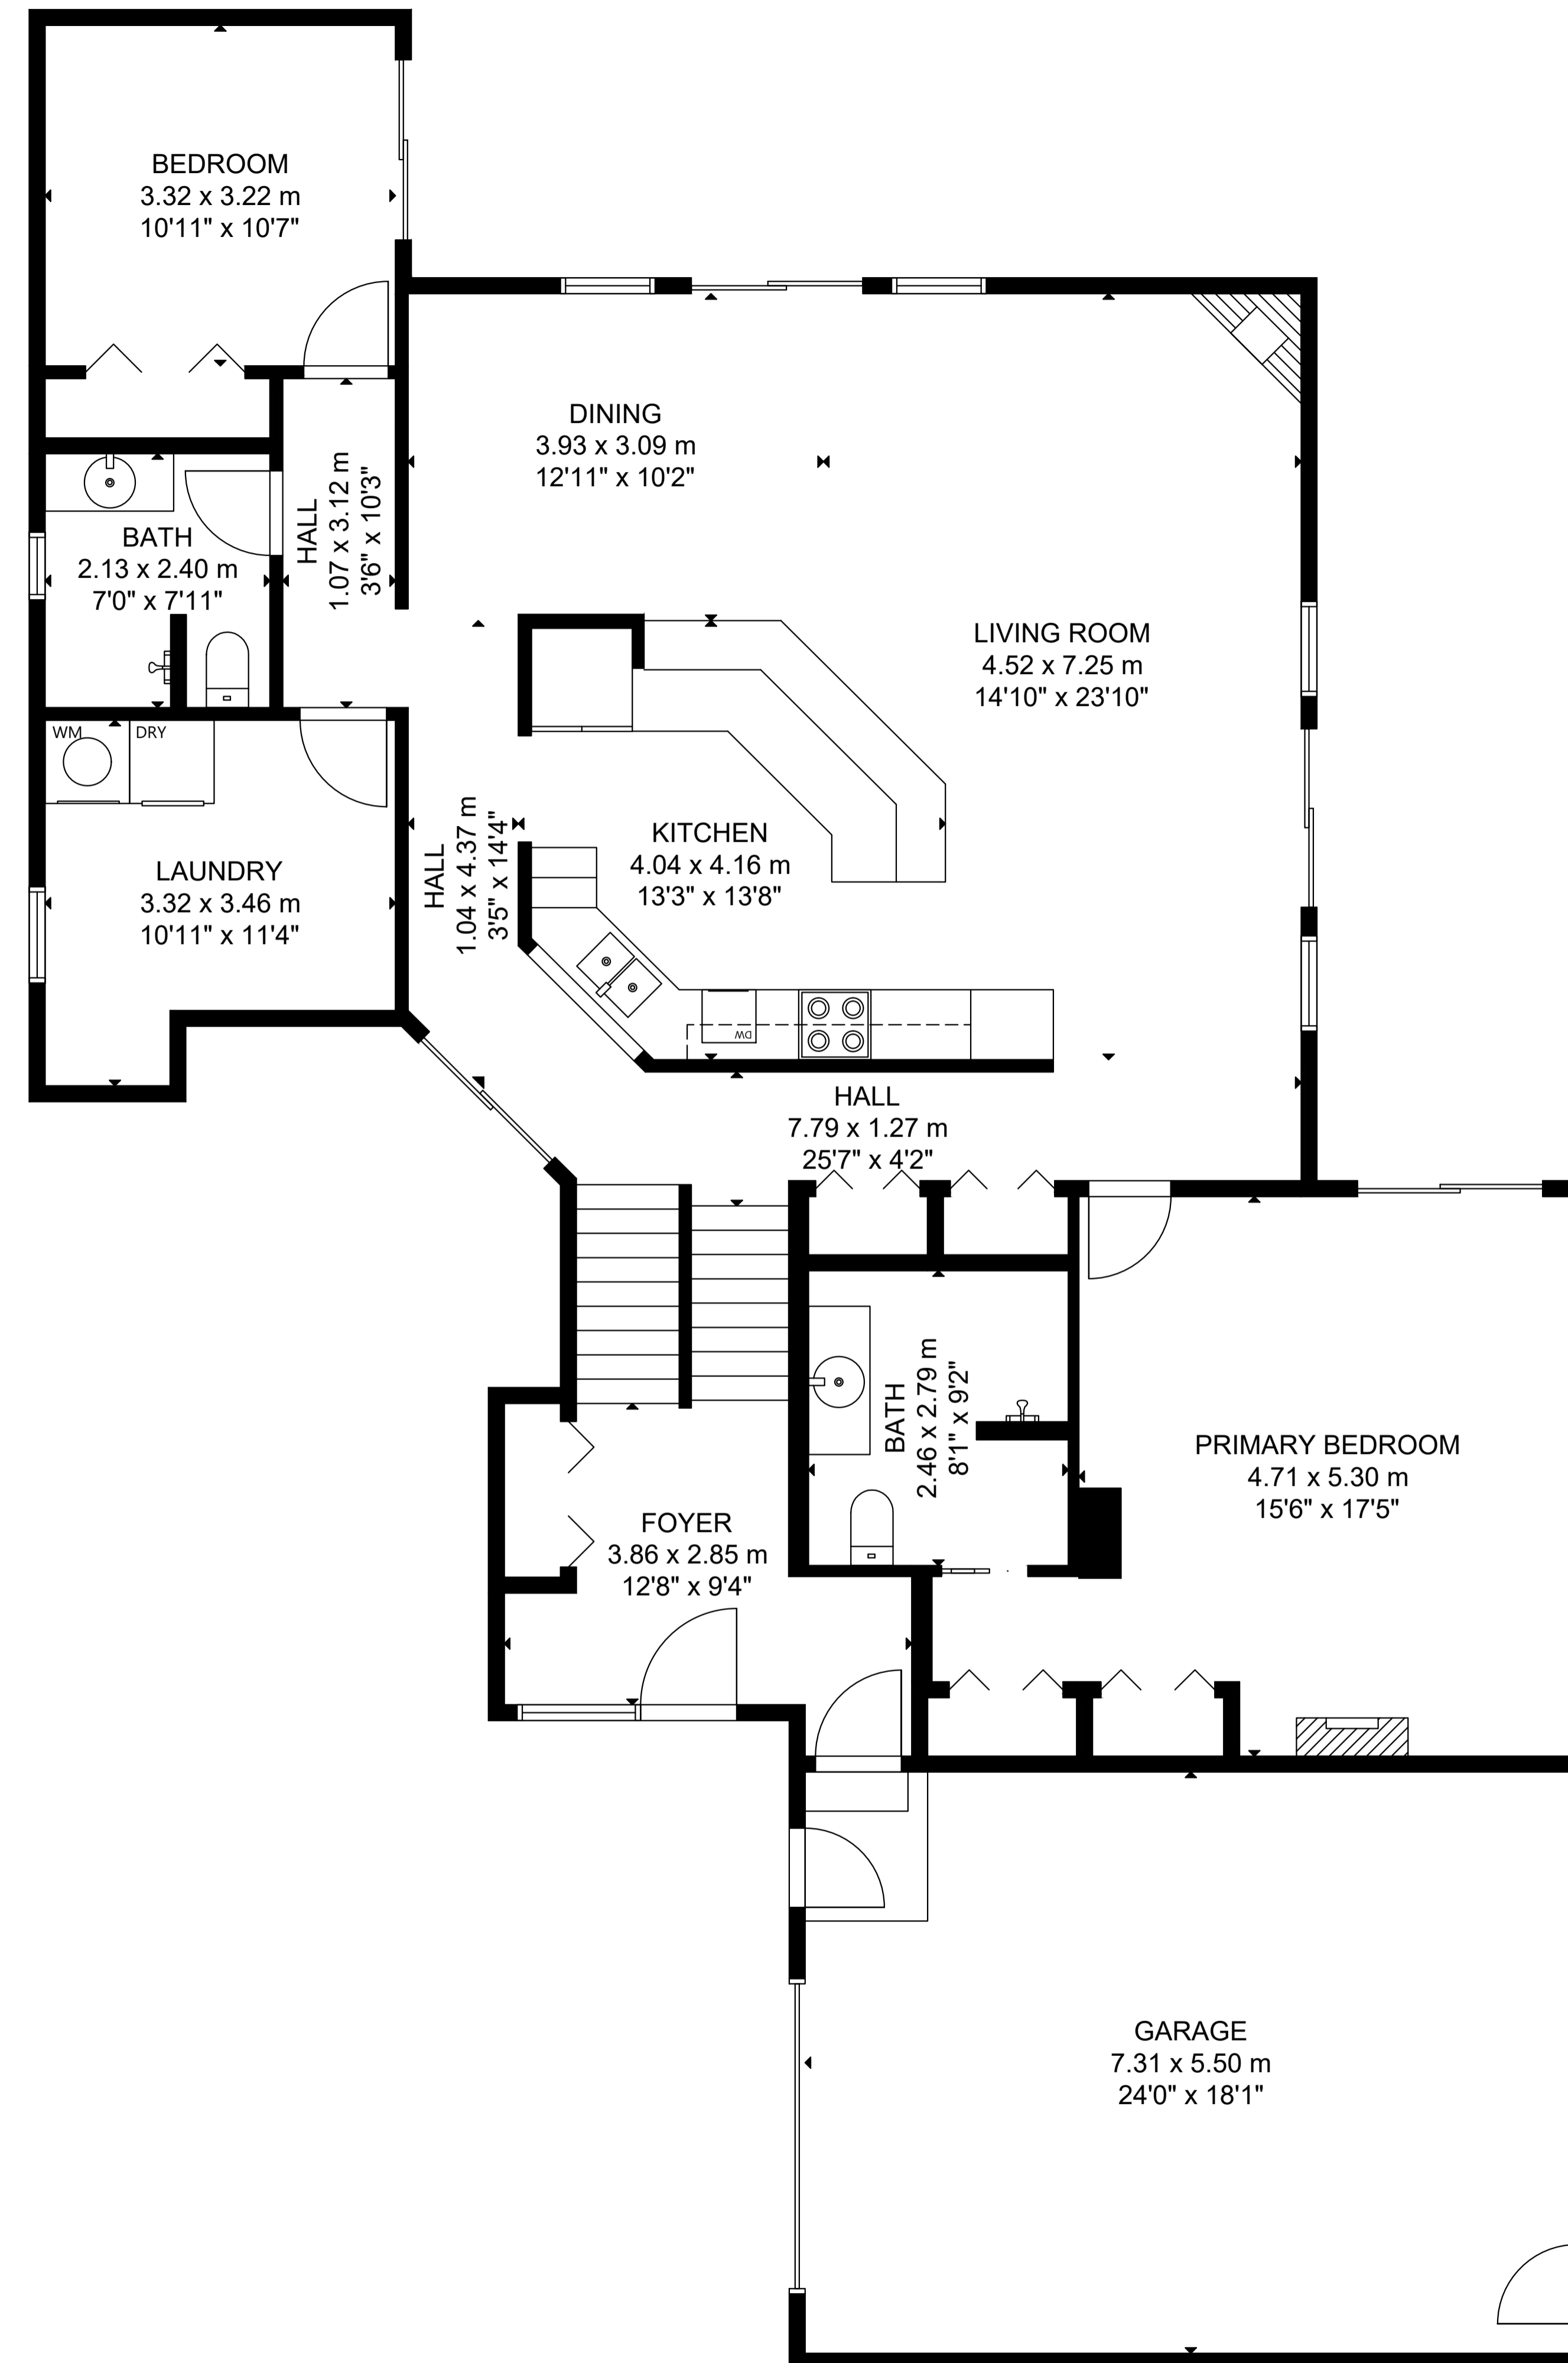 BEDROOM
3.32 x 3.22 m
10'11" x 10'7"
DINING
3.93 x 3.09 m
12'11" x 10'2"
HALL
1.07 x 3.12 m
3'6" x 10'3"
BATH
2.13 x 2.40 m
7'0" x 7'11"
LIVING ROOM
4.52 x 7.25 m
14'10" x 23'10"
WM
DRY
KITCHEN
4.04 x 4.16 m
13'3" x 13'8"
HALL
1.04 x 4.37 m
3'5" x 14'4"
LAUNDRY
3.32 x 3.46 m
10'11" x 11'4"
DW
HALL
7.79 x 1.27 m
25'7" x 4'2"
BATH
2.46 x 2.79 m
8'1" x 9'2"
PRIMARY BEDROOM
4.71 x 5.30 m
15'6" x 17'5"
FOYER
3.86 x 2.85 m
12'8" x 9'4"
GARAGE
7.31 x 5.50 m
24'0" x 18'1"